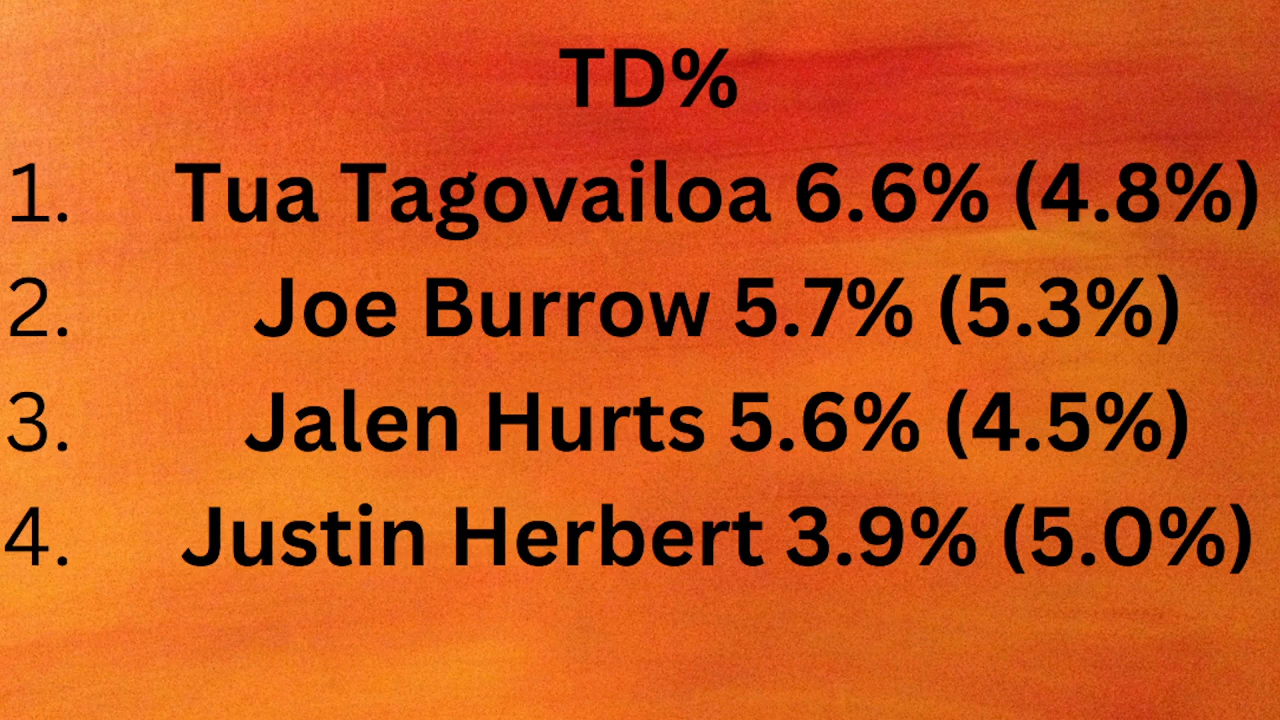 TD%
1. Tua Tagovailoa 6.6% (4.8%)
2. Joe Burrow 5.7% (5.3%)
3. Jalen Hurts 5.6% (4.5%)
4. Justin Herbert 3.9% (5.0%)